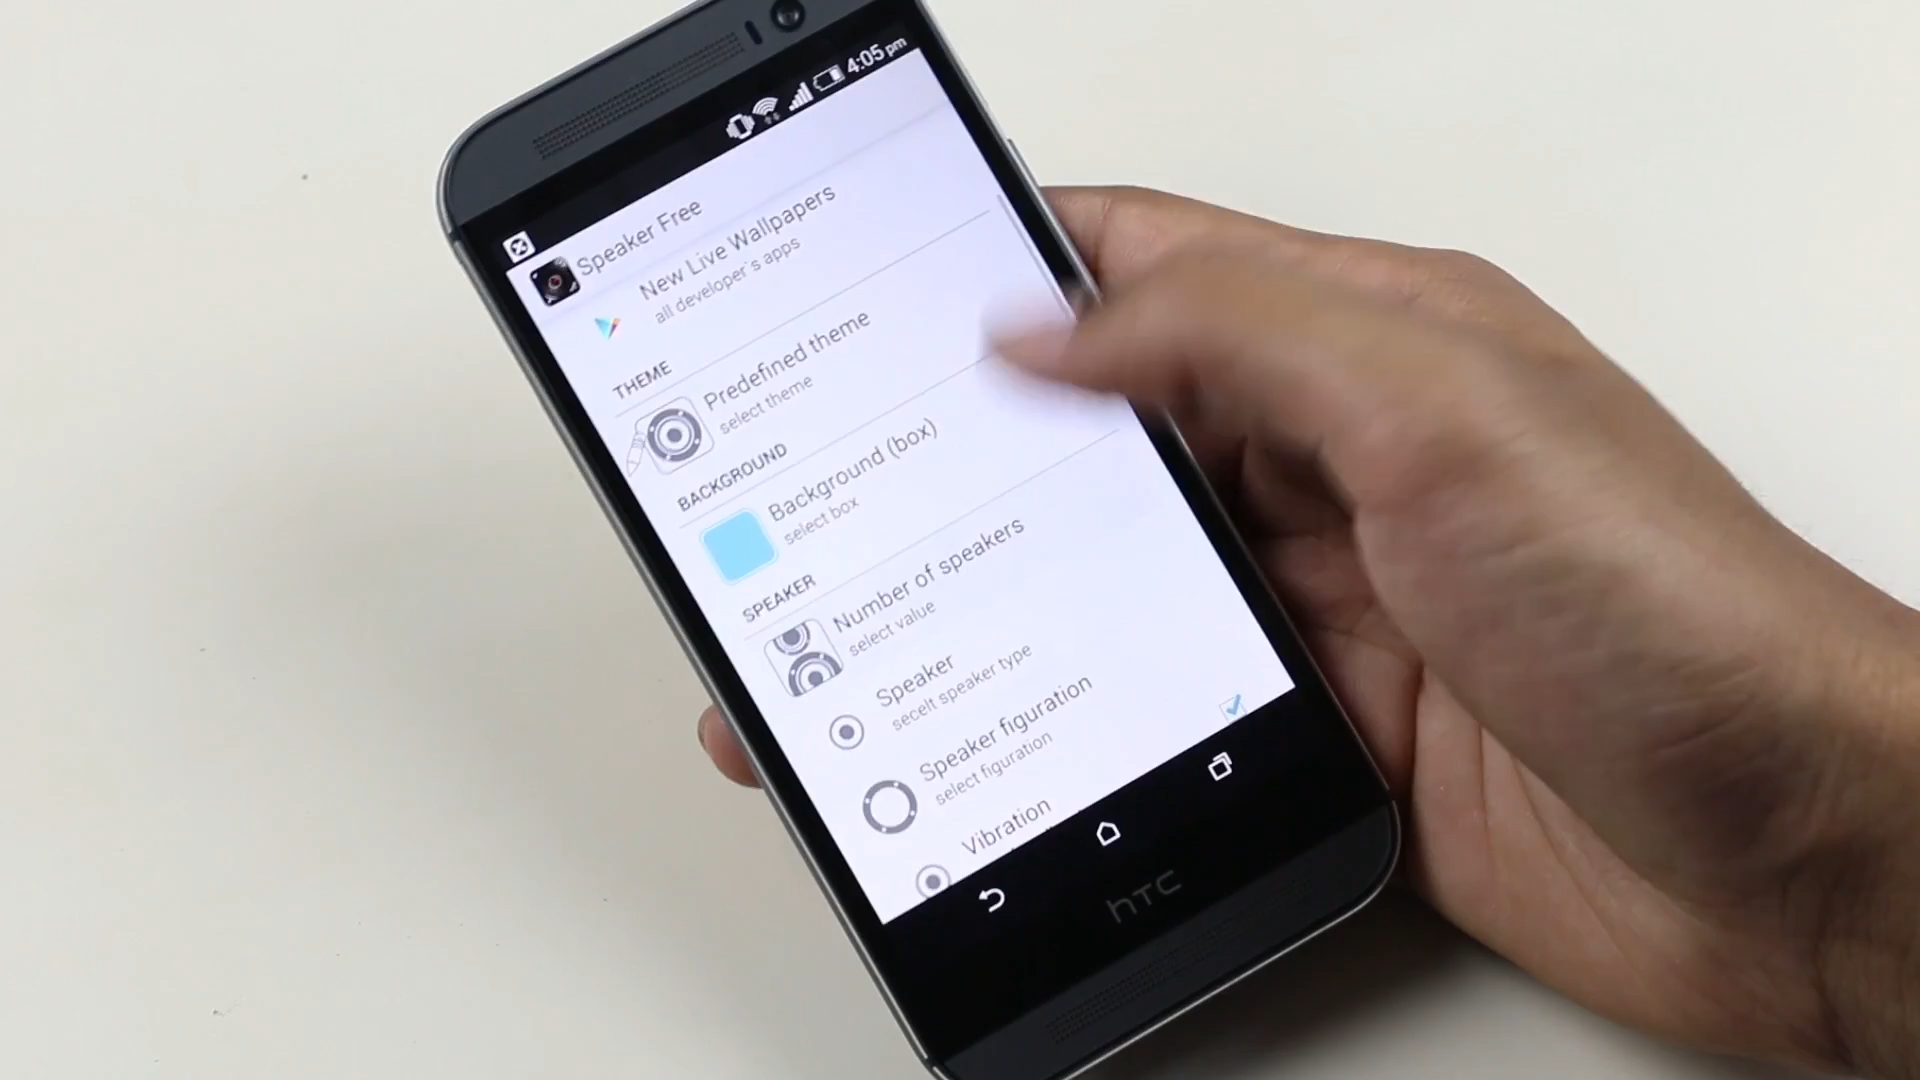 4:05 pm
Speaker Free
New Live Wallpapers
all developer's apps
THEME
Predefined theme
select theme
BACKGROUND
Background (box)
select box
SPEAKER
Number of speakers
select value
Speaker
secelt speaker type
Speaker figuration
select figuration
Vibration
hTC